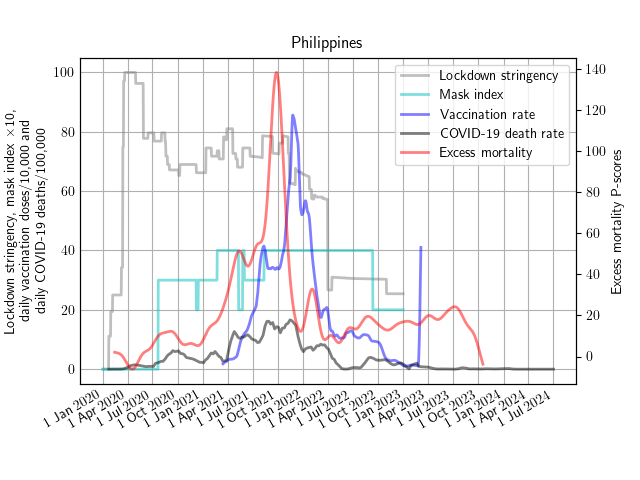 Philippines
Lockdown stringency, mask index ×10,
daily vaccination doses/10,000 and
daily COVID-19 deaths/100,000
100
80
60
40
20
0
Lockdown stringency
Mask index
Vaccination rate
COVID-19 death rate
Excess mortality
140
120
100
80
60
40
20
0
Excess mortality P-scores
1 Jan 2020
1 Apr 2020
1 Jul 2020
1 Oct 2020
1 Jan 2021
1 Apr 2021
1 Jul 2021
1 Oct 2021
1 Jan 2022
1 Apr 2022
1 Jul 2022
1 Oct 2022
1 Jan 2023
1 Apr 2023
1 Jul 2023
1 Oct 2023
1 Jan 2024
1 Apr 2024
1 Jul 2024